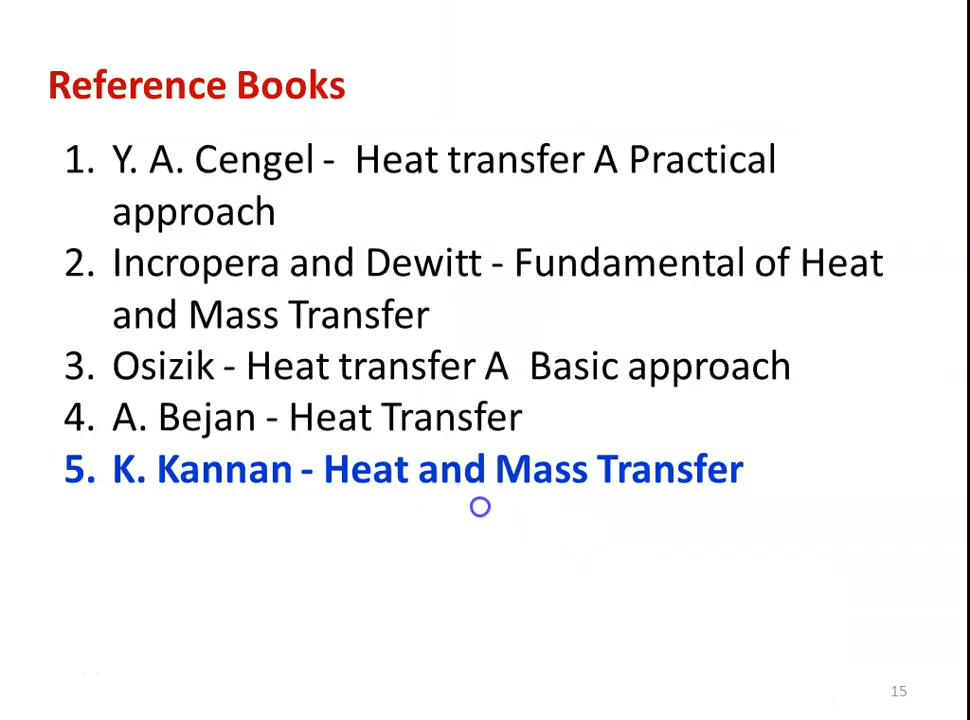 Reference Books
1. Y. A. Cengel - Heat transfer A Practical
approach
2. Incropera and Dewitt - Fundamental of Heat
and Mass Transfer
3. Osizik - Heat transfer A Basic approach
4. A. Bejan - Heat Transfer
5. K. Kannan - Heat and Mass Transfer
15